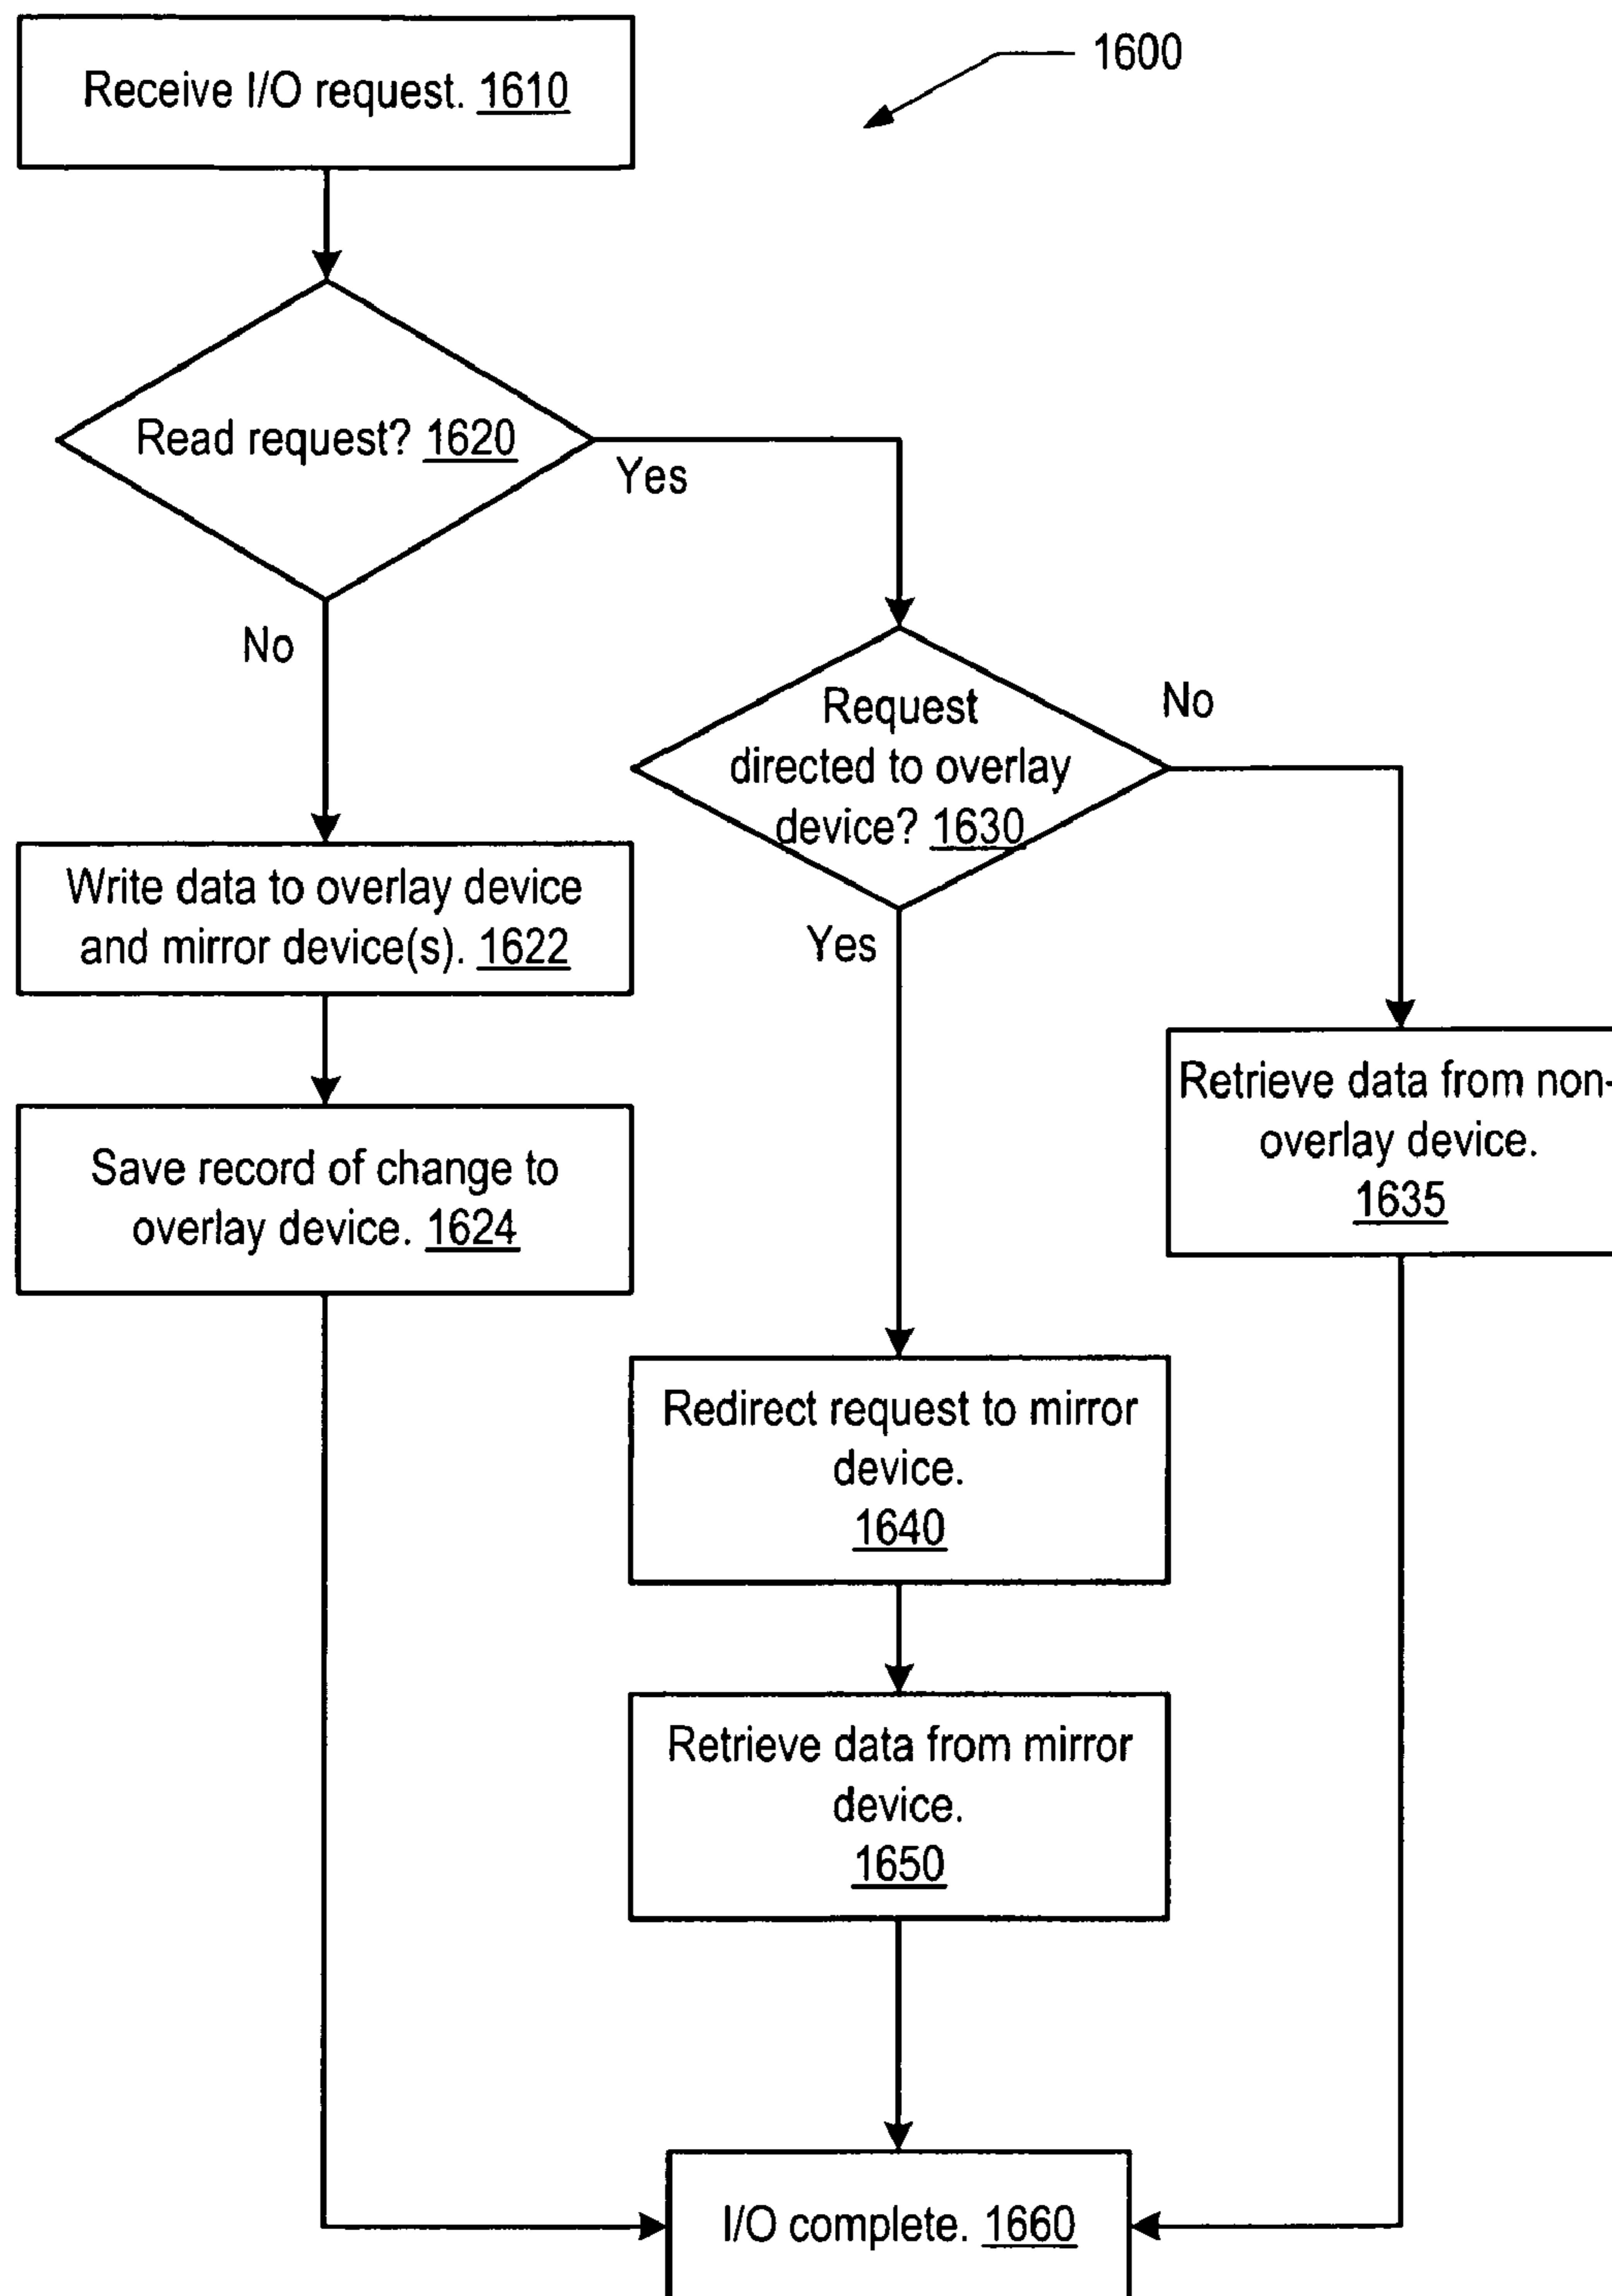 1600
Receive I/O request. 1610
Read request? 1620
Yes
No
Request
directed to overlay
device? 1630
No
Yes
Write data to overlay device
and mirror device(s). 1622
Save record of change to
overlay device. 1624
Retrieve data from non-
overlay device.
1635
Redirect request to mirror
device.
1640
Retrieve data from mirror
device.
1650
I/O complete. 1660